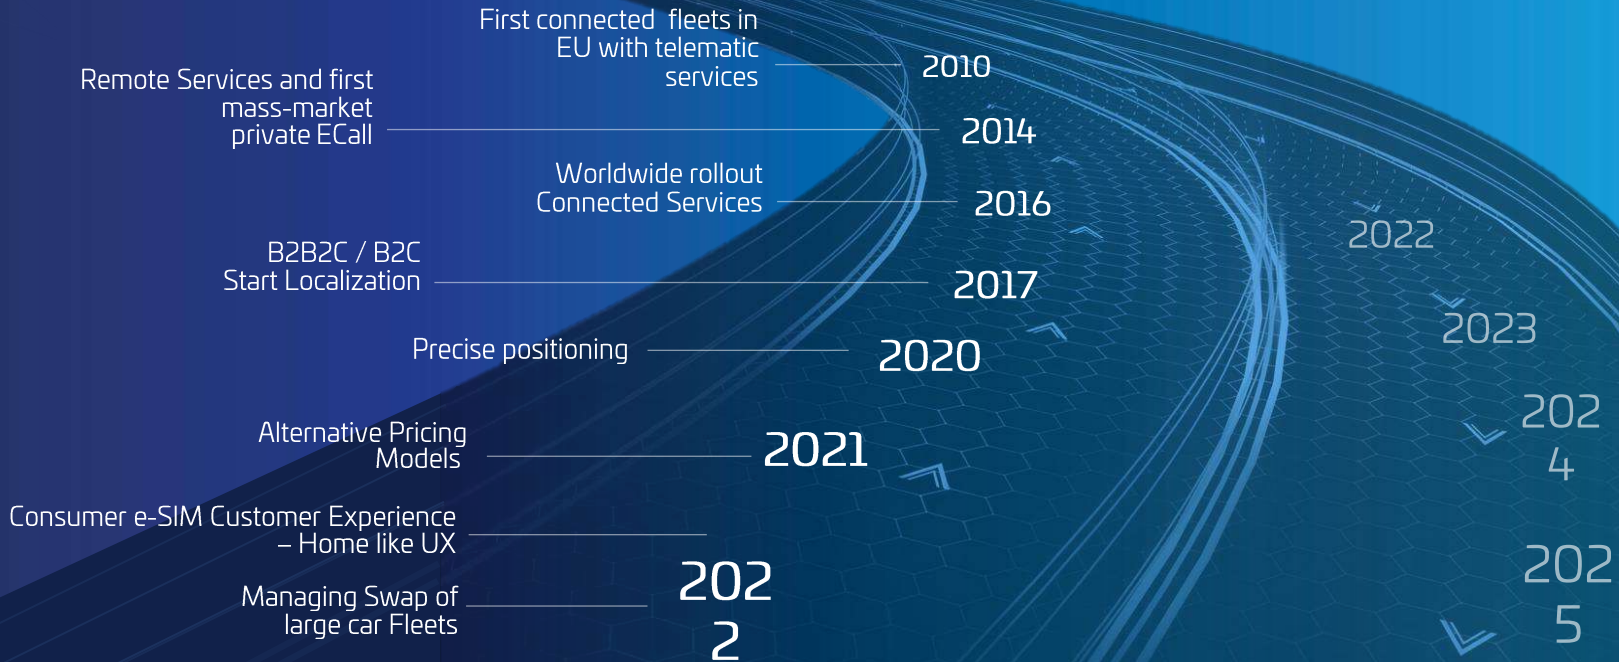 First connected fleets in
EU with telematic
services
2010
Remote Services and first
mass-market
private ECall
2014
Worldwide rollout
Connected Services
2016
B2B2C / B2C
Start Localization
2017
Precise positioning
2020
Alternative Pricing
Models
2021
Consumer e-SIM Customer Experience
– Home like UX
Managing Swap of
large car Fleets
202
2
2022
2023
202
4
202
5